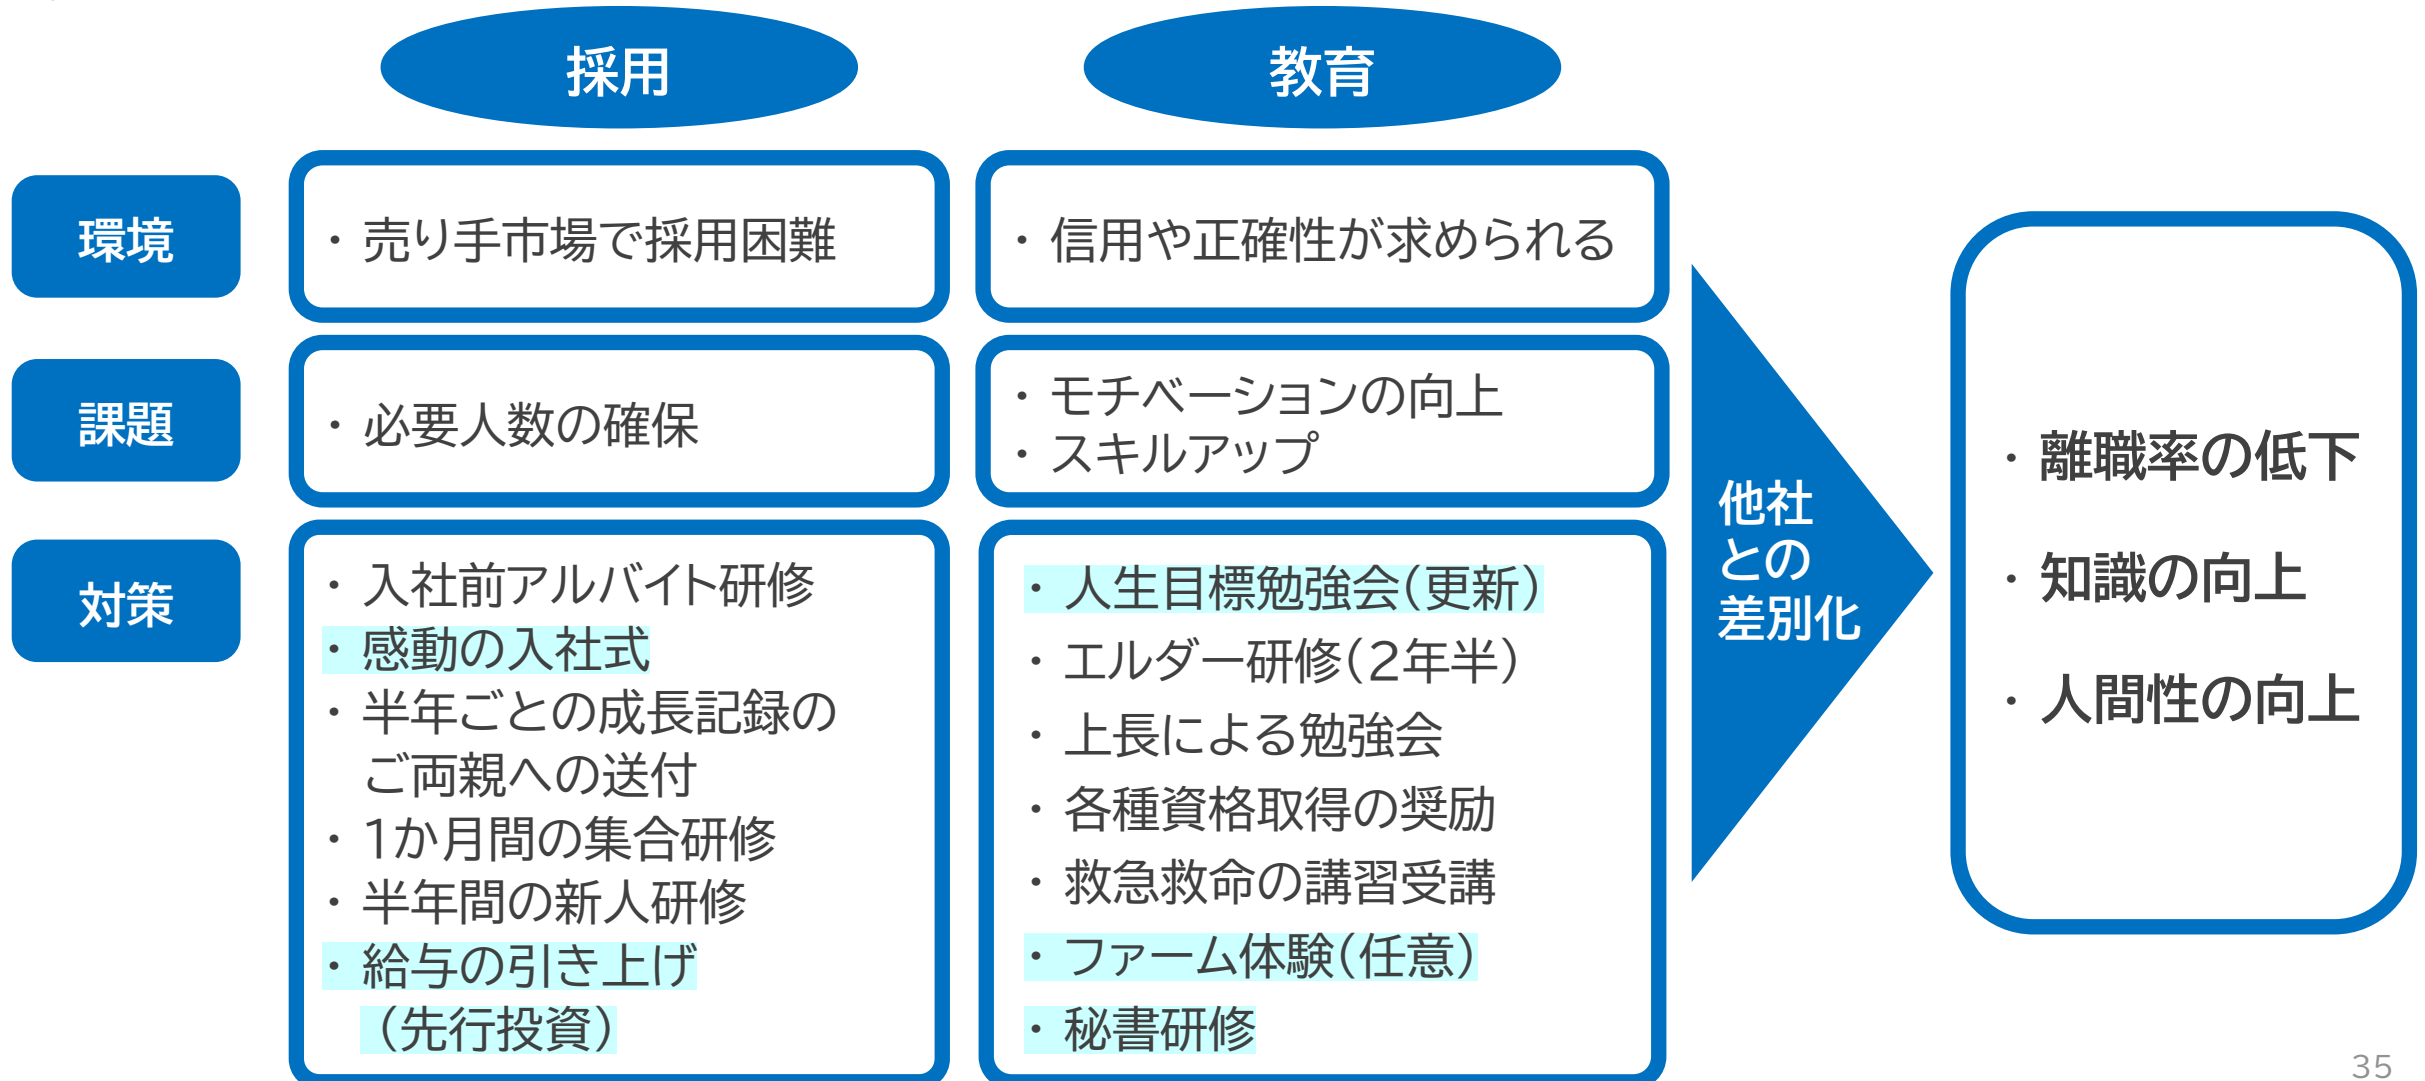 採用
教育
環境
・売り手市場で採用困難
・信用や正確性が求められる
課題
・必要人数の確保
・モチベーションの向上
・スキルアップ
対策
・入社前アルバイト研修
・感動の入社式
・半年ごとの成長記録の
ご両親への送付
・1か月間の集合研修
・半年間の新人研修
・給与の引き上げ
（先行投資）
・人生目標勉強会（更新）
・エルダー研修（2年半）
・上長による勉強会
・各種資格取得の奨励
・救急救命の講習受講
・ファーム体験（任意）
・秘書研修
他社
との
差別化
・離職率の低下
・知識の向上
・人間性の向上
35